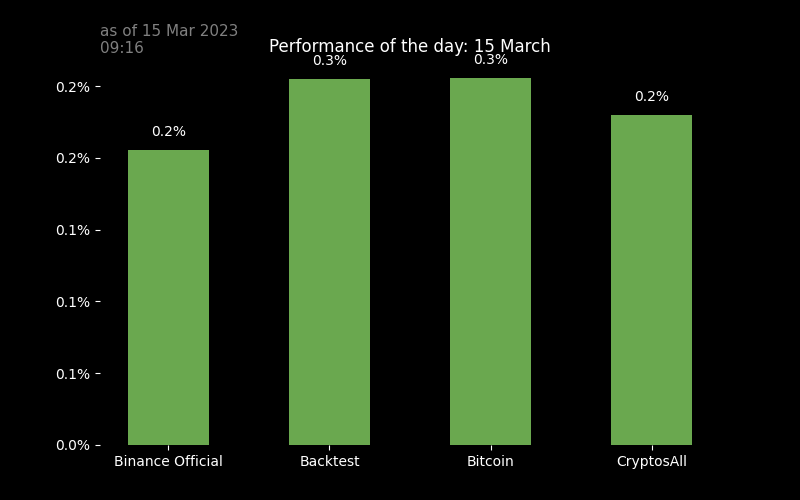 as of 15 Mar 2023
09:16
Performance of the day: 15 March
0.3%
0.3%
0.2%
0.2%
0.2%
0.2%
0.1%
0.1%
0.1%
0.0%
Binance Official
Backtest
Bitcoin
CryptosAll